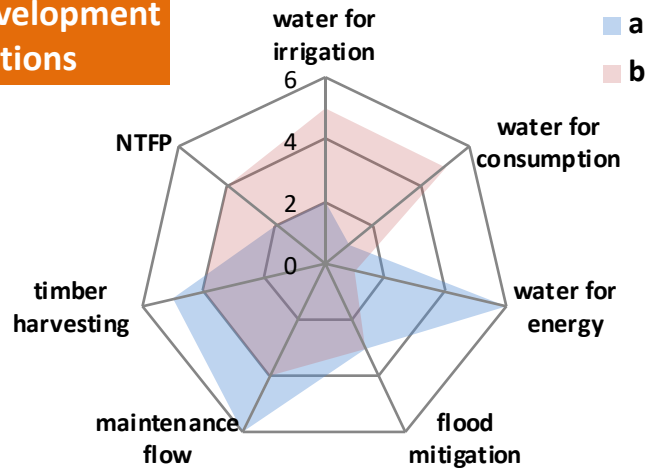 velopment
tions
water for
irrigation
a
b
6
4
2
0
water for
consumption
water for
energy
flood
mitigation
maintenance
flow
timber
harvesting
NTFP